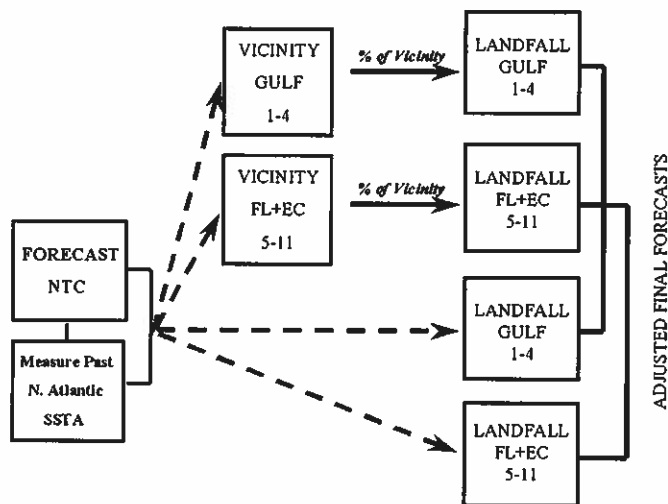 VICINITY
GULF
1-4
% of Vicinity
LANDFALL
GULF
1-4
VICINITY
FL+EC
5-11
% of Vicinity
LANDFALL
FL+EC
5-11
FORECAST
NTC
Measure Past
N. Atlantic
SSTA
LANDFALL
GULF
1-4
LANDFALL
FL+EC
5-11
ADJUSTED FINAL FORECASTS